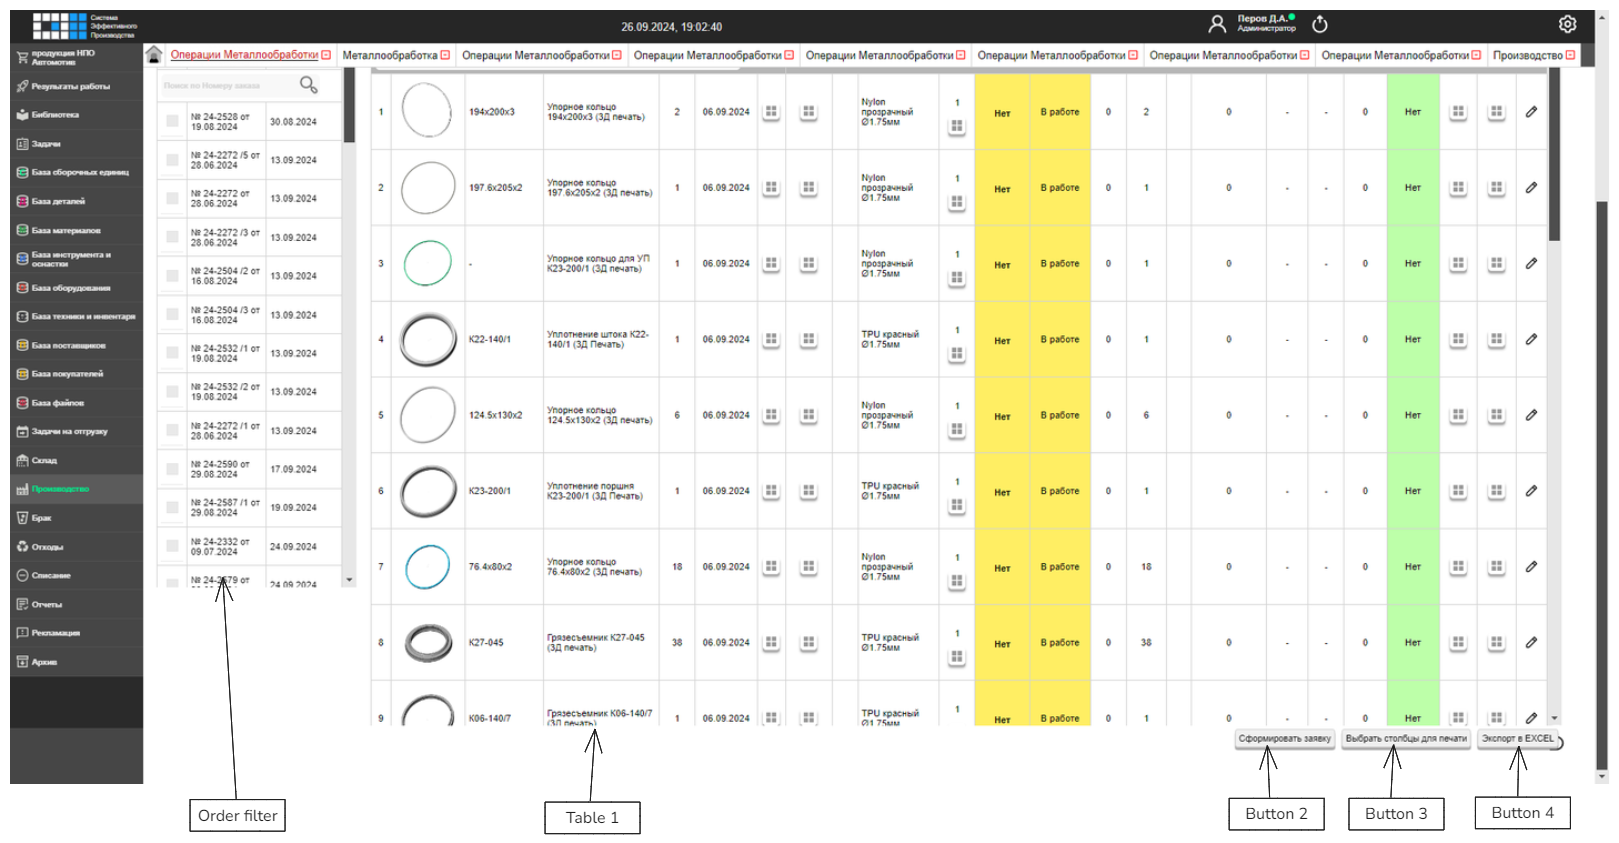 Система
Эффективного
Производства
26.09.2024, 19:02:40
Перов Д.А.
Администратор
продукция НПО
Автомотив
Результаты работы
Библиотека
Задачи
База сборочных единиц
База деталей
База материалов
База инструмента и
оснастки
База оборудования
База техники и инвентаря
База поставщиков
База покупателей
База файлов
Задачи на отгрузку
Склад
Производство
Брак
Отходы
Списание
Отчеты
Рекламация
Архив
Операции Металлообработки
Металлообработка
Операции Металлообработки
Операции Металлообработки
Операции Металлообработки
Операции Металлообработки
Операции Металлообработки
Операции Металлообработки
Производство
Поиск по Номеру заказа
№ 24-2528 от
19.08.2024
30.08.2024
№ 24-2272 /5 от
28.06.2024
13.09.2024
№ 24-2272 от
28.06.2024
13.09.2024
№ 24-2272 /3 от
28.06.2024
13.09.2024
№ 24-2504 /2 от
16.08.2024
13.09.2024
№ 24-2504 /3 от
16.08.2024
13.09.2024
№ 24-2532 /1 от
19.08.2024
13.09.2024
№ 24-2532 /2 от
19.08.2024
13.09.2024
№ 24-2272 /1 от
28.06.2024
13.09.2024
№ 24-2590 от
29.08.2024
17.09.2024
№ 24-2587 /1 от
29.08.2024
19.09.2024
№ 24-2332 от
09.07.2024
24.09.2024
№ 24-2579 от
24.09.2024
1 194x200x3 Упорное кольцо 194x200x3 (3Д печать) 2 06.09.2024 Nylon прозрачный Ø1.75мм 1 Нет В работе 0 2 0 - - 0 Нет
2 197.6x205x2 Упорное кольцо 197.6x205x2 (3Д печать) 1 06.09.2024 Nylon прозрачный Ø1.75мм 1 Нет В работе 0 1 0 - - 0 Нет
3 - Упорное кольцо для УП К23-200/1 (3Д печать) 1 06.09.2024 Nylon прозрачный Ø1.75мм 1 Нет В работе 0 1 0 - - 0 Нет
4 К22-140/1 Уплотнение штока К22-140/1 (3Д Печать) 1 06.09.2024 TPU красный Ø1.75мм 1 Нет В работе 0 1 0 - - 0 Нет
5 124.5x130x2 Упорное кольцо 124.5x130x2 (3Д печать) 6 06.09.2024 Nylon прозрачный Ø1.75мм 1 Нет В работе 0 6 0 - - 0 Нет
6 К23-200/1 Уплотнение поршня К23-200/1 (3Д Печать) 1 06.09.2024 TPU красный Ø1.75мм 1 Нет В работе 0 1 0 - - 0 Нет
7 76.4x80x2 Упорное кольцо 76.4x80x2 (3Д печать) 18 06.09.2024 Nylon прозрачный Ø1.75мм 1 Нет В работе 0 18 0 - - 0 Нет
8 К27-045 Грязесъемник К27-045 (3Д печать) 38 06.09.2024 TPU красный Ø1.75мм 1 Нет В работе 0 38 0 - - 0 Нет
9 К06-140/7 Грязесъемник К06-140/7 (3Д печать) 1 06.09.2024 TPU красный Ø1.75мм 1 Нет В работе 0 1 0 - - 0 Нет
Сформировать заявку
Выбрать столбцы для печати
Экспорт в EXCEL
Order filter
Table 1
Button 2
Button 3
Button 4